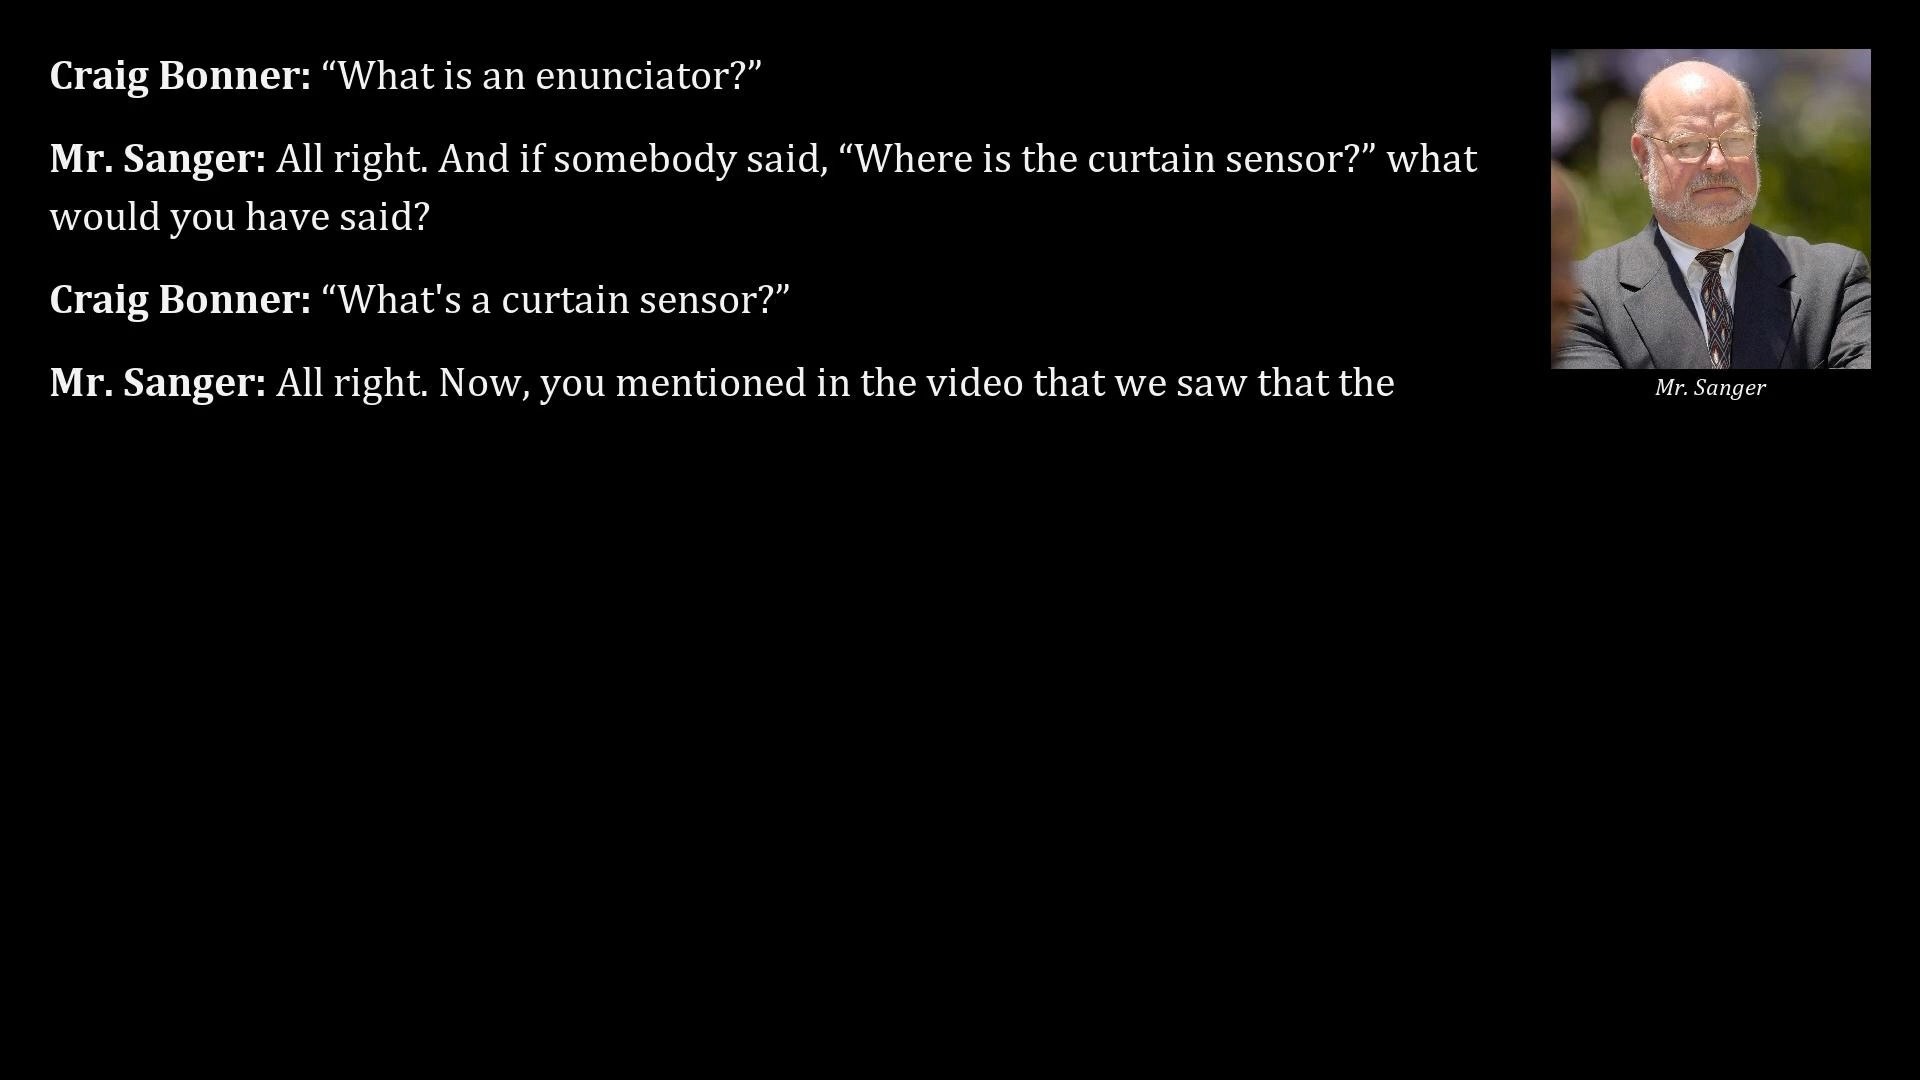 Craig Bonner: “What is an enunciator?”
Mr. Sanger: All right. And if somebody said, “Where is the curtain sensor?” what
would you have said?
Craig Bonner: “What's a curtain sensor?”
Mr. Sanger: All right. Now, you mentioned in the video that we saw that the
Mr. Sanger